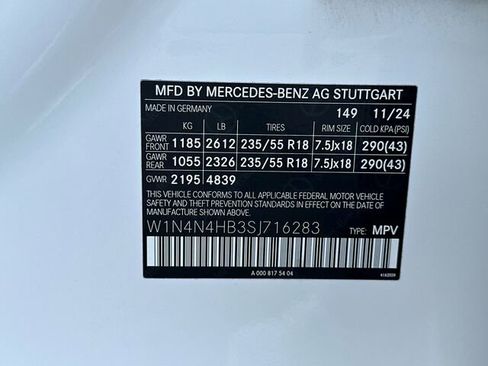 MFD BY MERCEDES-BENZ AG STUTTGART
MADE IN GERMANY 149 11/24
KG LB TIRES RIM SIZE COLD KPA(PSI)
GAWR FRONT 1185 2612 235/55 R18 7.5Jx18 290(43)
GAWR REAR 1055 2326 235/55 R18 7.5Jx18 290(43)
GVWR 2195 4839
THIS VEHICLE CONFORMS TO ALL APPLICABLE FEDERAL MOTOR VEHICLE
SAFETY AND THEFT PREVENTION STANDARDS IN EFFECT ON THE DATE
OF MANUFACTURE SHOWN ABOVE.
W1N4N4HB3SJ716283 TYPE: MPV
A 000 817 54 04